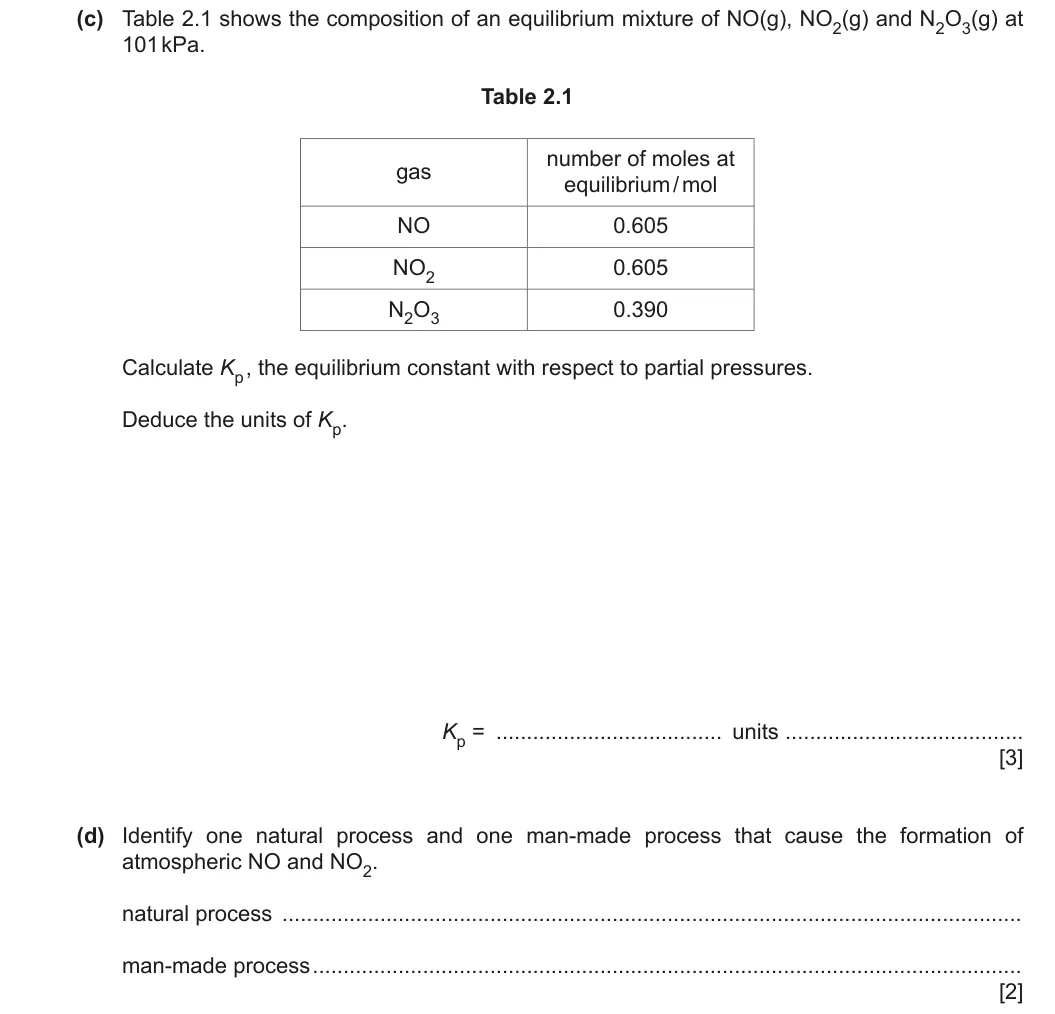 (c) Table 2.1 shows the composition of an equilibrium mixture of NO(g), NO₂(g) and N₂O₃(g) at
101 kPa.
Table 2.1
gas
number of moles at
equilibrium / mol
NO 0.605
NO₂ 0.605
N₂O₃ 0.390
Calculate Kₚ, the equilibrium constant with respect to partial pressures.
Deduce the units of Kₚ.
Kₚ = ...................................... units ........................................
[3]
(d) Identify one natural process and one man-made process that cause the formation of
atmospheric NO and NO₂.
natural process ...........................................................................................................................
man-made process......................................................................................................................
[2]